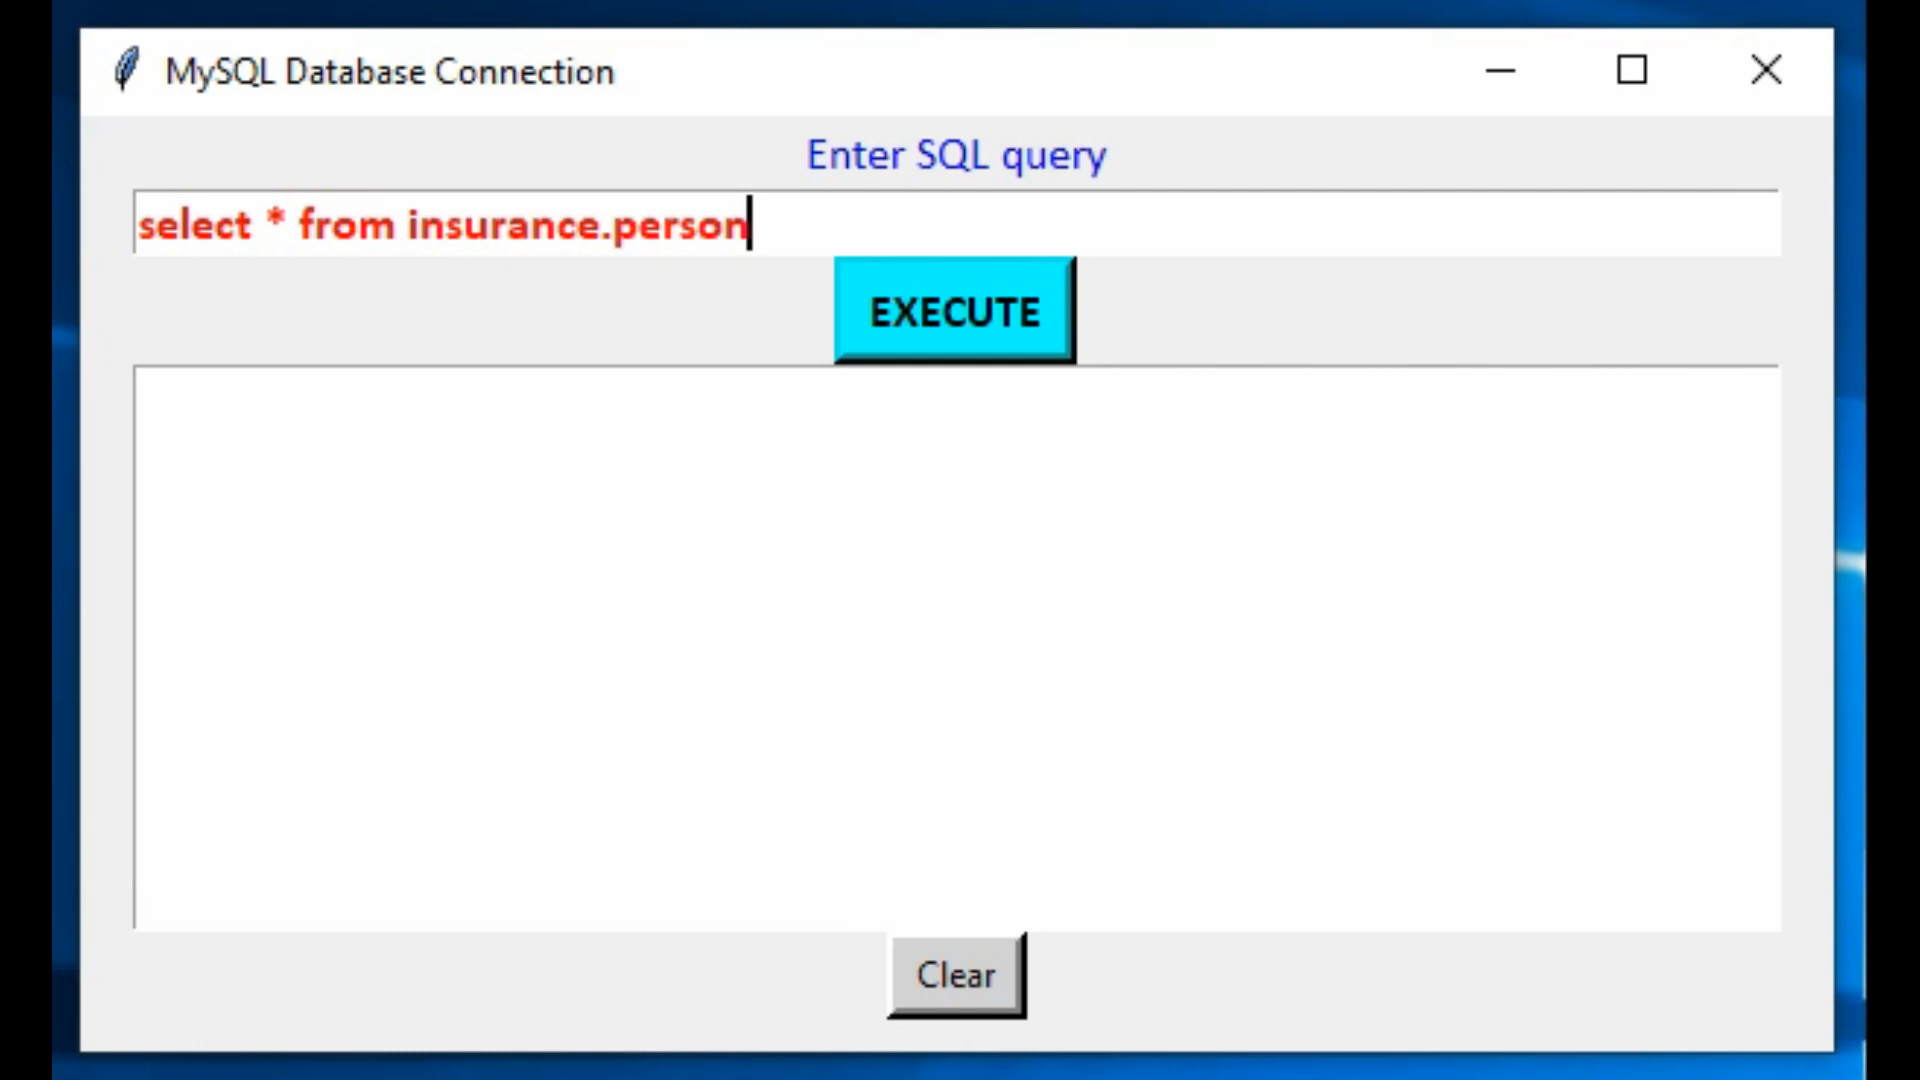 MySQL Database Connection
Enter SQL query
select * from insurance.person
EXECUTE
Clear